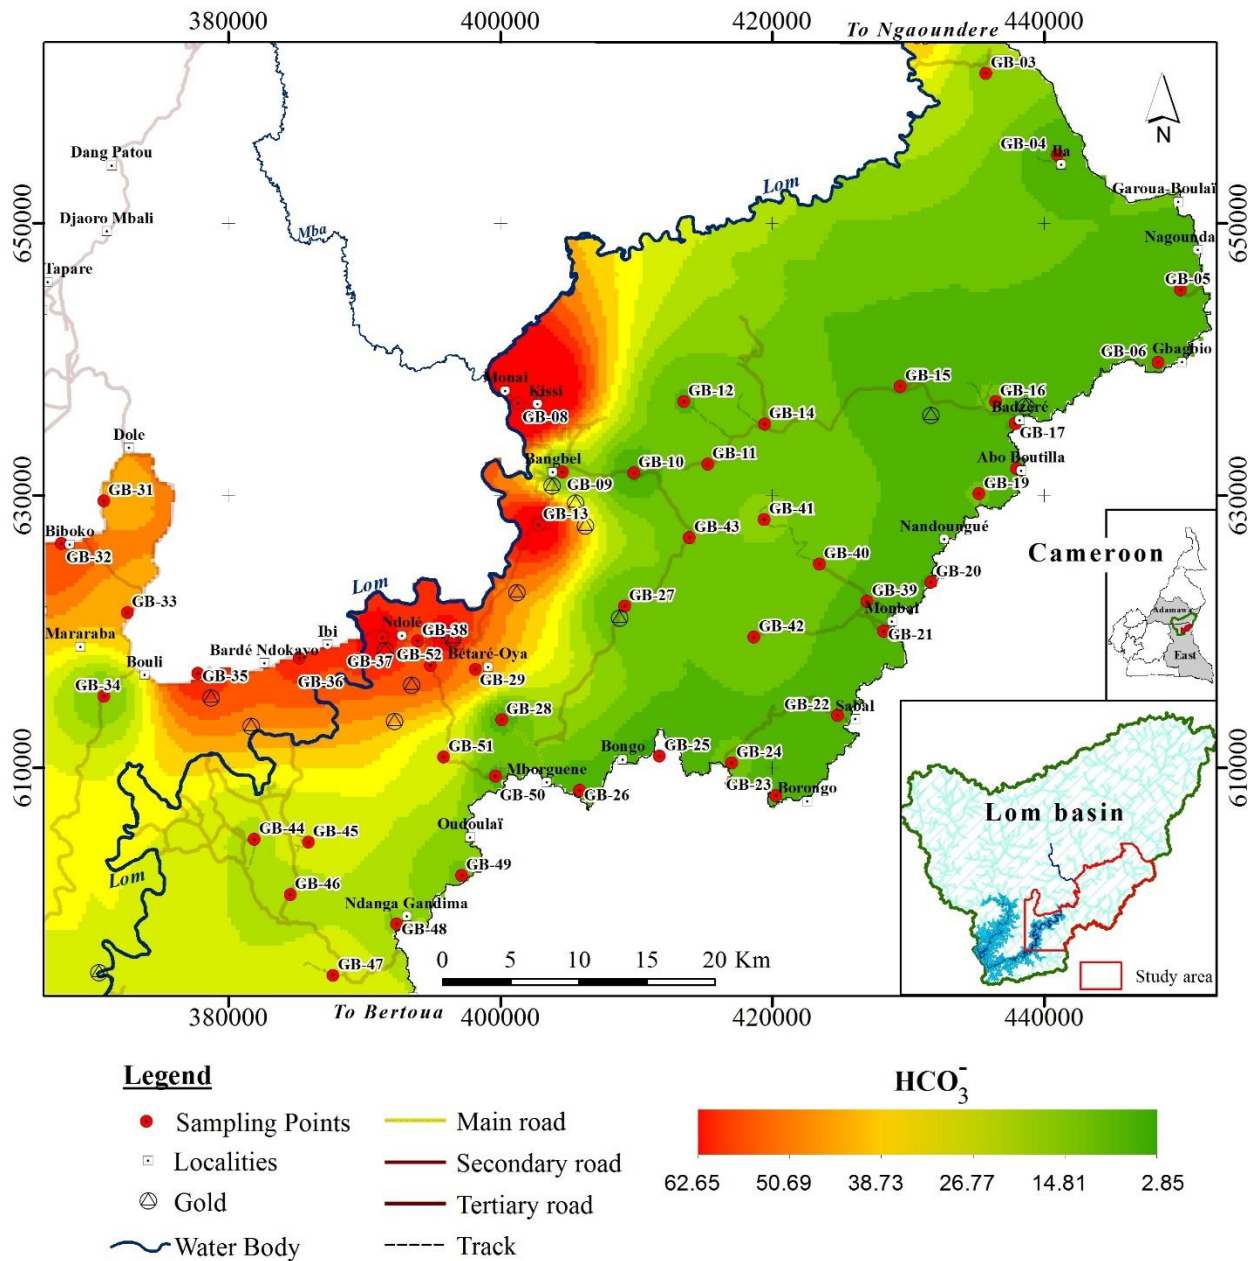 380000 400000 420000 440000
To Ngaoundere
GB-03
N
GB-04
Ila
Dang Patou
Lom
Garoua-Boulaï
Djaoro Mbali
Mba
650000 650000
Nagounda
Tapare
GB-05
GB-06
Gbagbio
Monai
Kissi
GB-08
GB-12
GB-15
GB-16
Badzéré
GB-14
GB-17
Dole
Bangbel
GB-10
GB-11
Abo Boutilla
GB-09
GB-19
GB-31
630000 630000
GB-13
GB-41
Biboko
GB-32
GB-43
Nandoungué
Cameroon
GB-40
Lom
GB-20
GB-39
Adamawa
GB-33
GB-27
Monbal
Mararaba
Ibi
Ndolé
GB-38
GB-42
GB-21
Bardé Ndokayo
GB-37
GB-52
Bétaré-Oya
East
Bouli
GB-35
GB-36
GB-29
GB-34
GB-28
GB-22
Sabal
GB-51
Bongo
GB-25
GB-24
610000 610000
Mborguene
GB-23
Borongo
GB-50
GB-26
Lom basin
Oudoulaï
GB-44
GB-45
GB-49
Lom
GB-46
Ndanga Gandima
GB-48
GB-47
0 5 10 15 20 Km
Study area
380000 400000 420000 440000
To Bertoua
Legend
Sampling Points
Localities
Gold
Water Body
Main road
Secondary road
Tertiary road
Track
HCO₃⁻
62.65 50.69 38.73 26.77 14.81 2.85